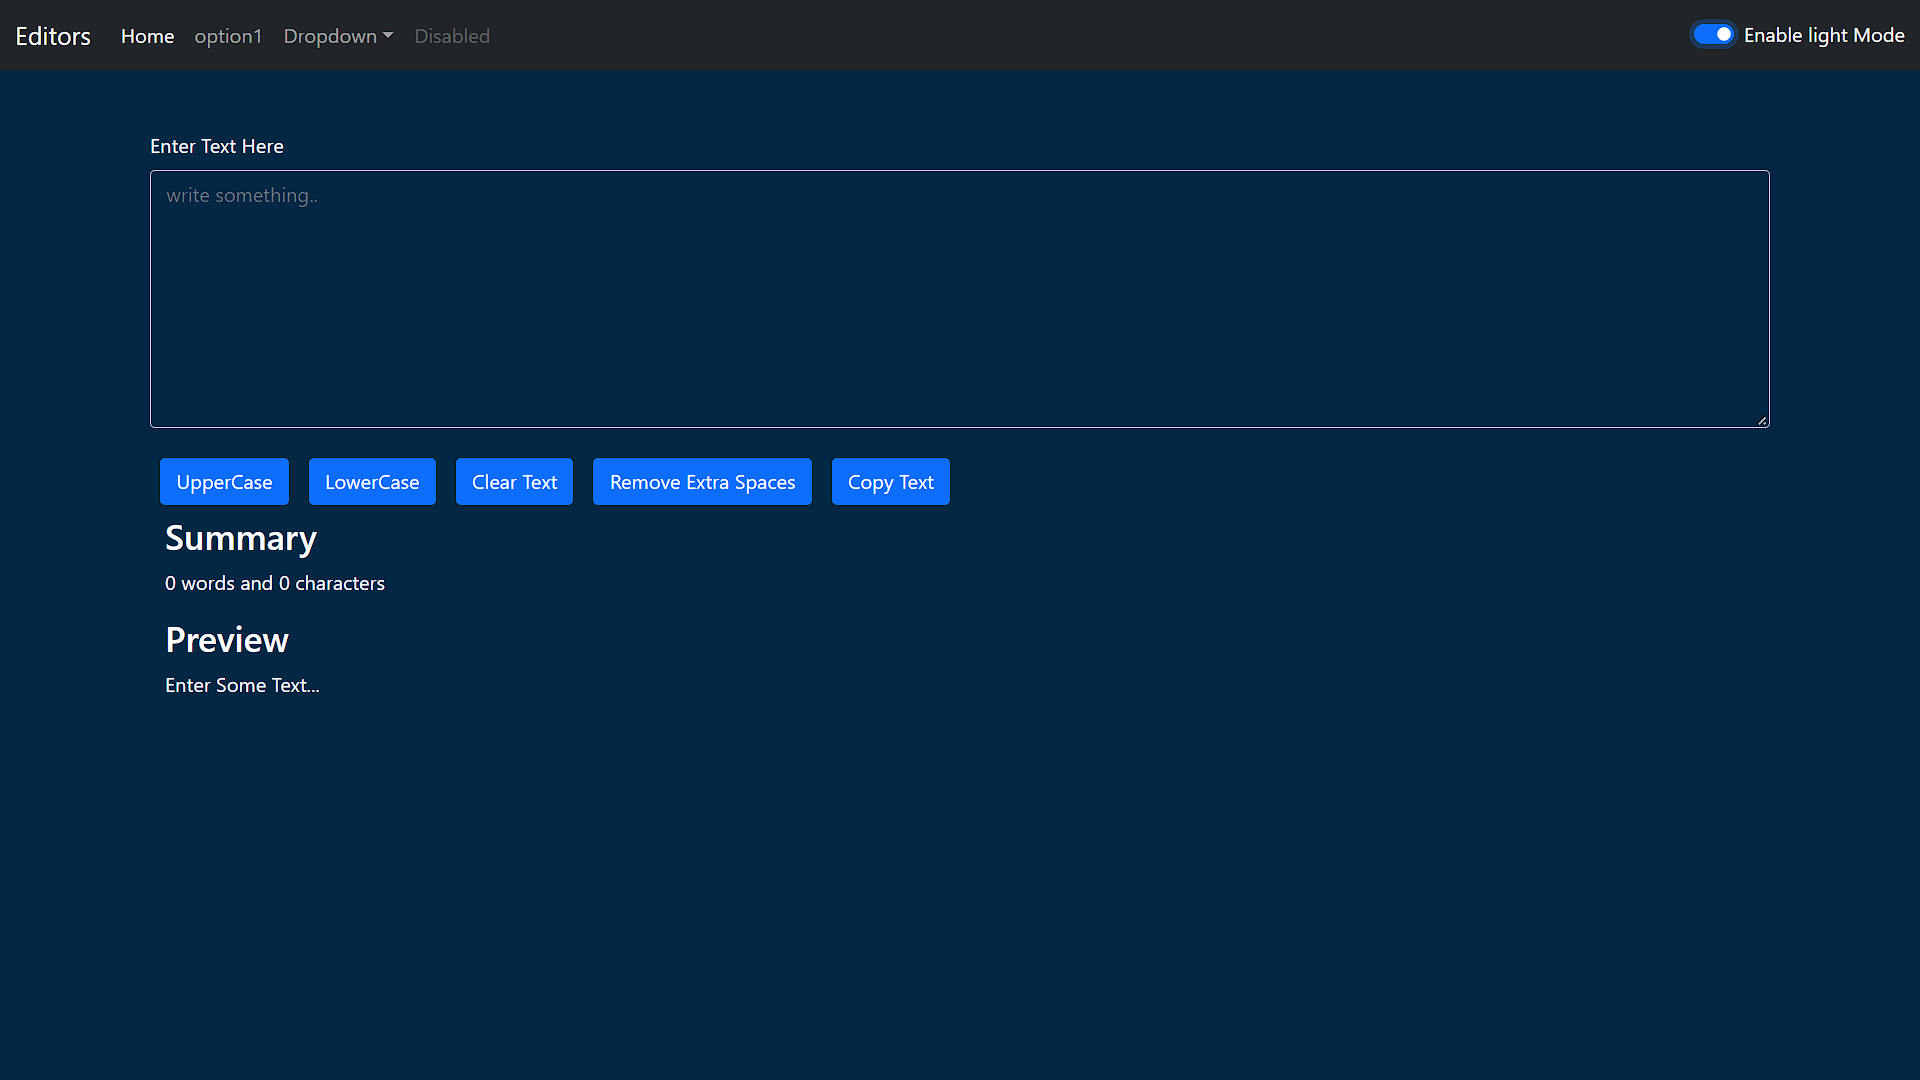 Editors Home option1 Dropdown Disabled Enable light Mode
Enter Text Here
write something..
UpperCase LowerCase Clear Text Remove Extra Spaces Copy Text
Summary
0 words and 0 characters
Preview
Enter Some Text...